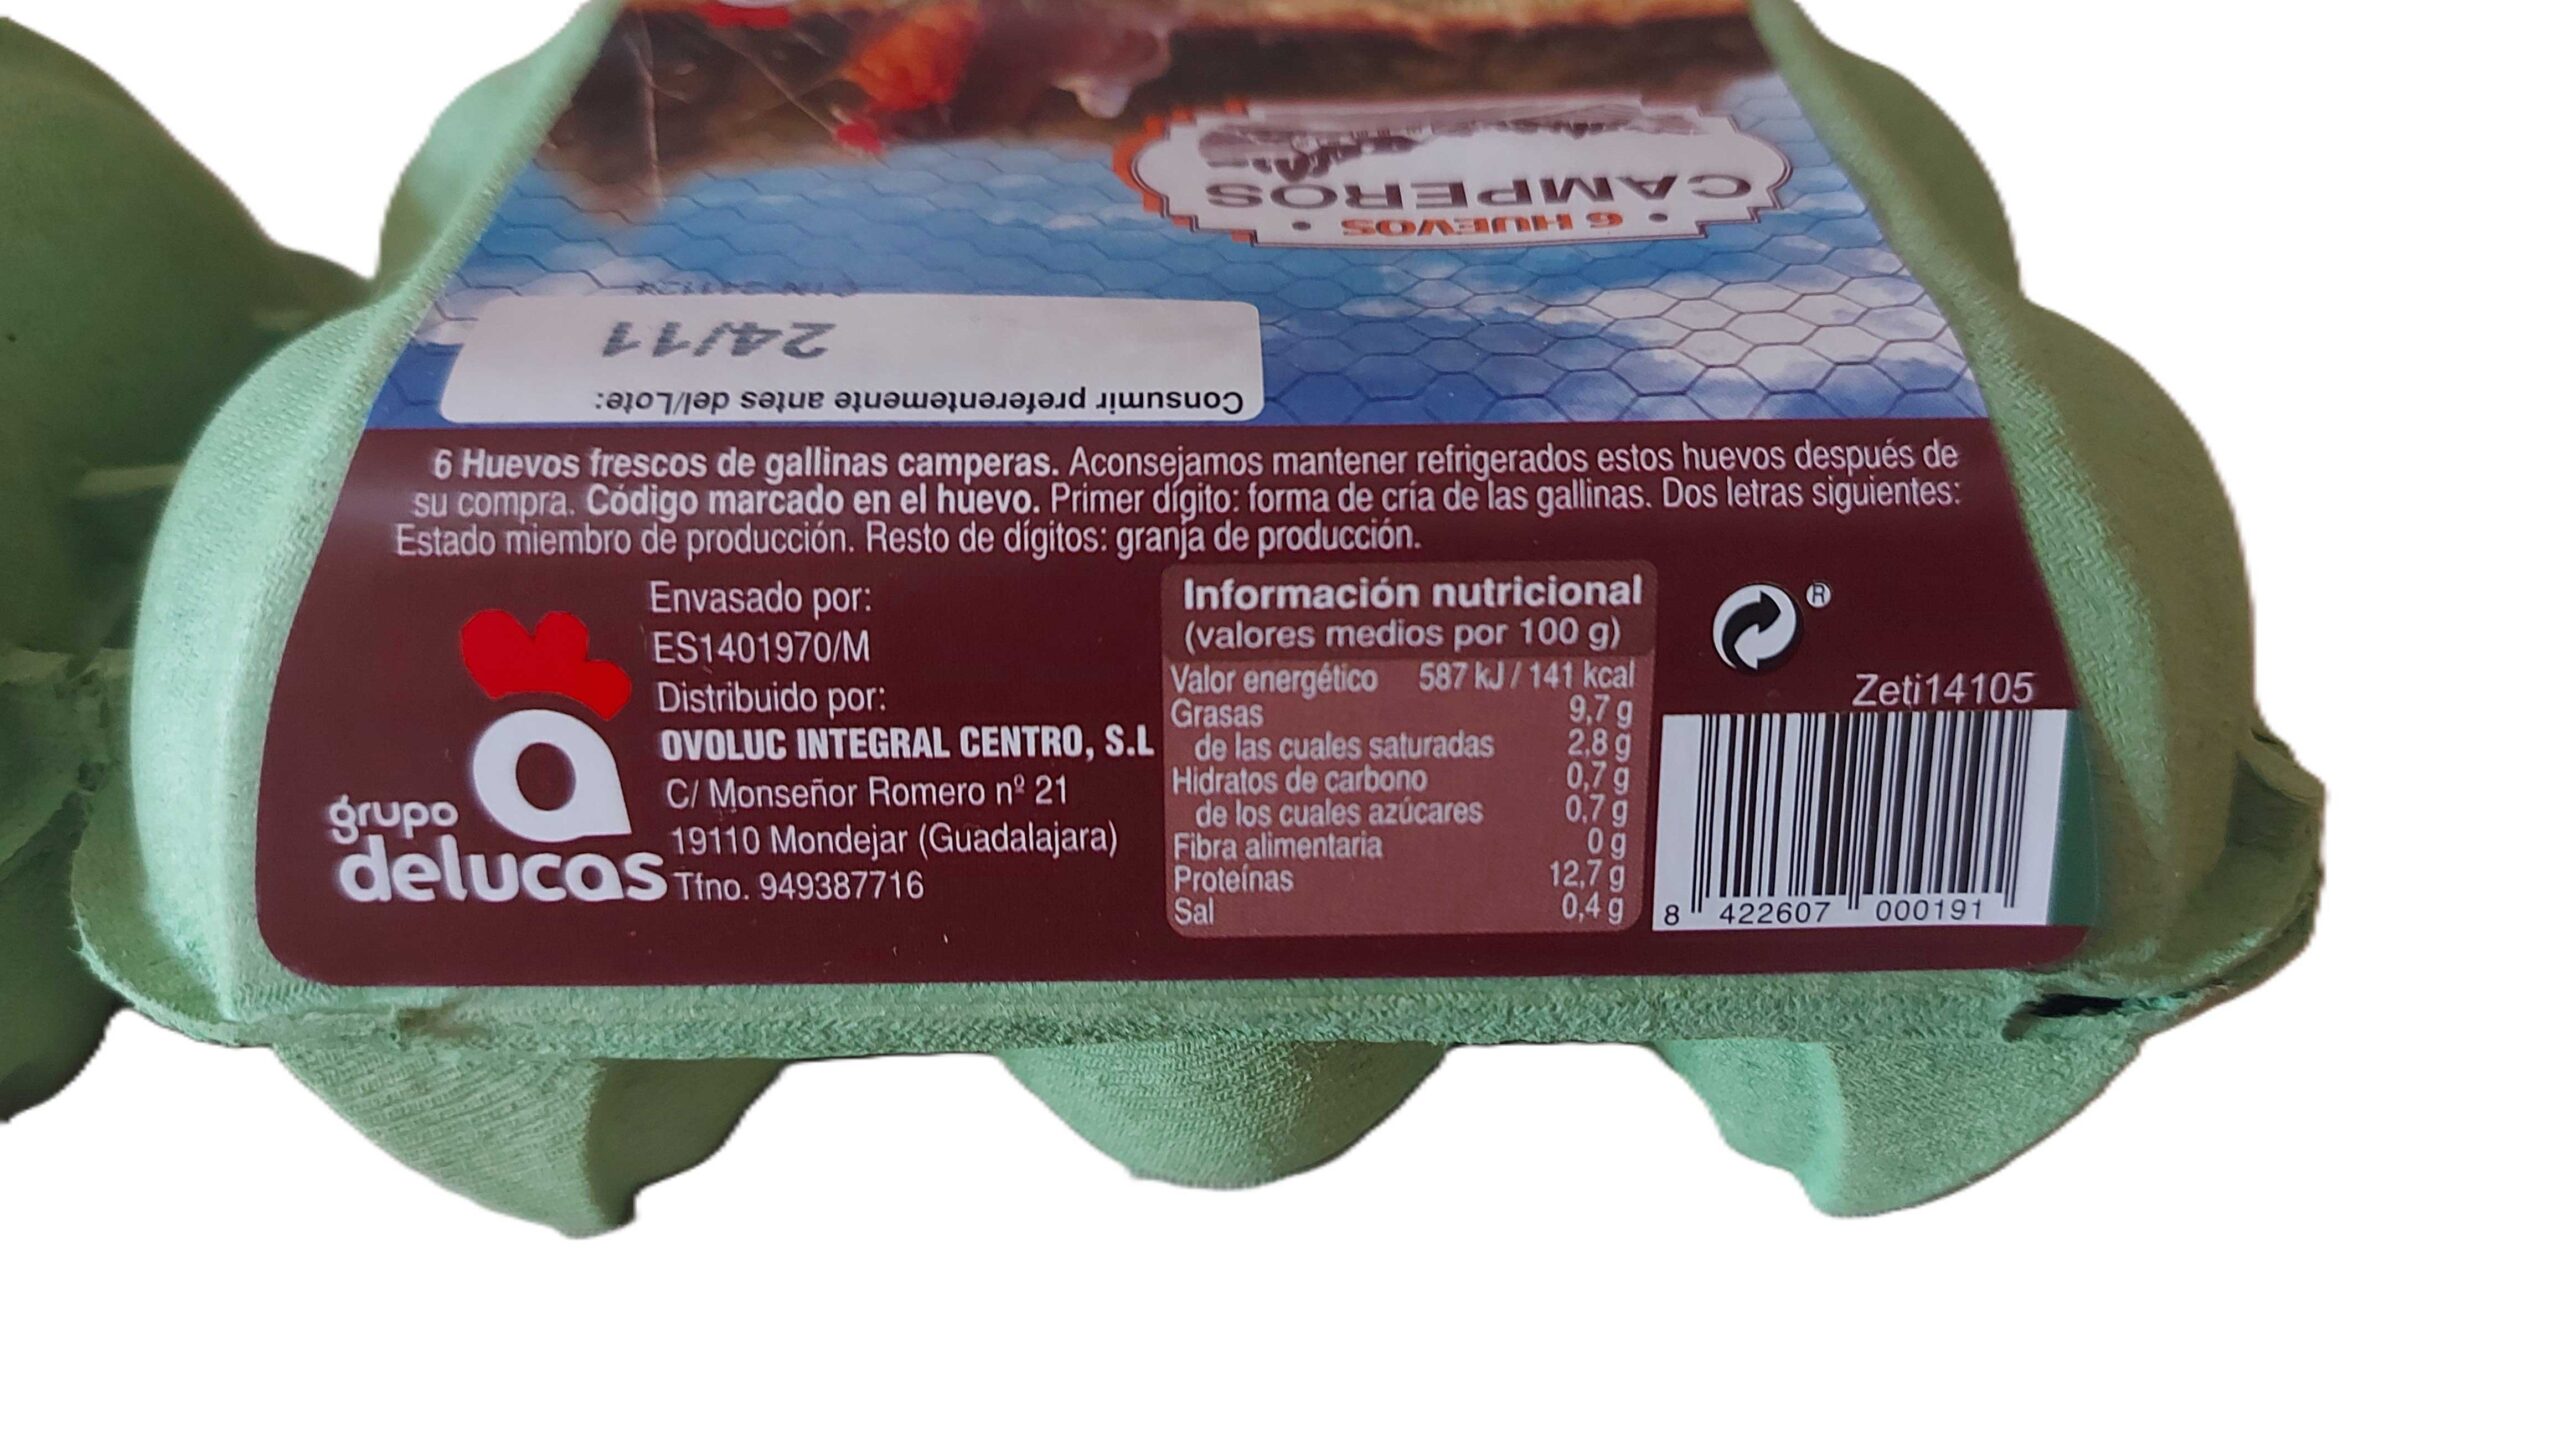 • 6 HUEVOS •
CAMPEROS
Consumir preferentemente antes del/Lote:
24/11
6 Huevos frescos de gallinas camperas. Aconsejamos mantener refrigerados estos huevos después de
su compra. Código marcado en el huevo. Primer dígito: forma de cría de las gallinas. Dos letras siguientes:
Estado miembro de producción. Resto de dígitos: granja de producción.
grupo
delucas
Envasado por:
ES1401970/M
Distribuido por:
OVOLUC INTEGRAL CENTRO, S.L
C/ Monseñor Romero nº 21
19110 Mondejar (Guadalajara)
Tfno. 949387716
Información nutricional
(valores medios por 100 g)
Valor energético 587 kJ / 141 kcal
Grasas 9,7 g
de las cuales saturadas 2,8 g
Hidratos de carbono 0,7 g
de los cuales azúcares 0,7 g
Fibra alimentaria 0 g
Proteínas 12,7 g
Sal 0,4 g
®
Zeti14105
8 422607 000191